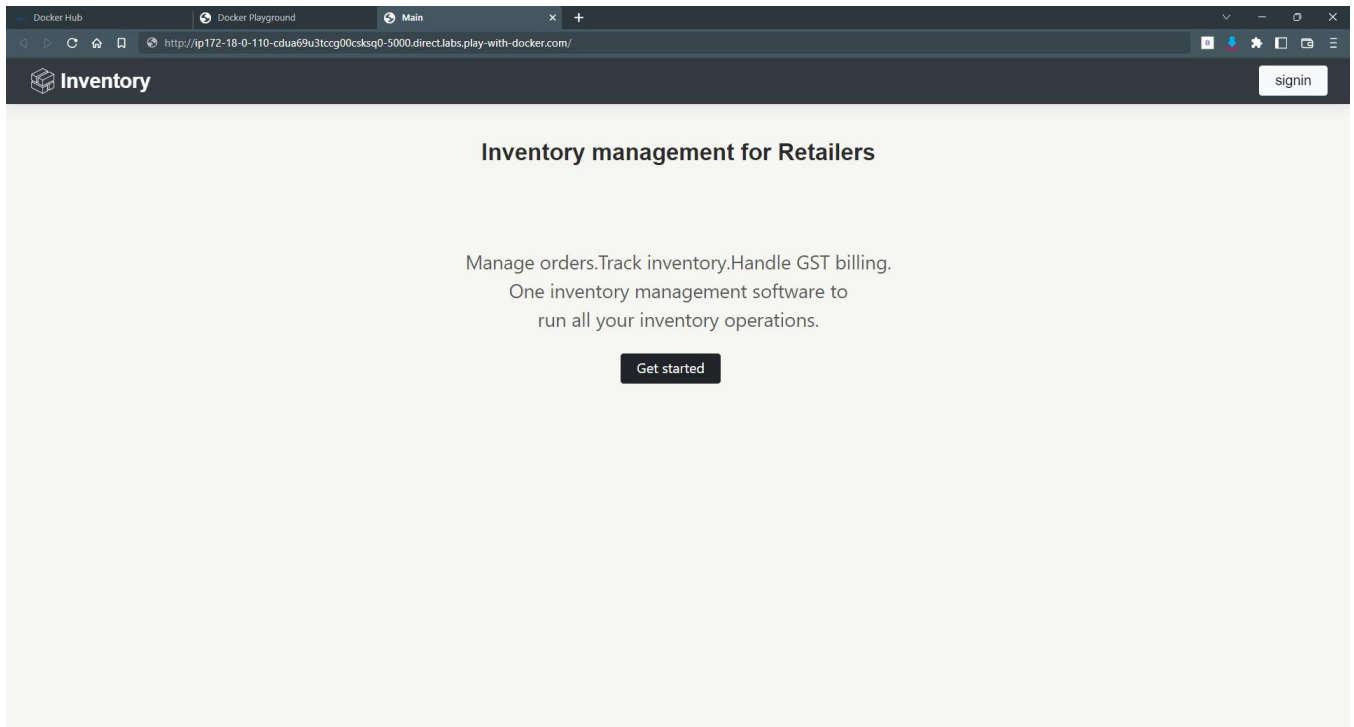 Docker Hub
Docker Playground
Main
http://ip172-18-0-110-cdua69u3tccg00csksq0-5000.direct.labs.play-with-docker.com/
Inventory
signin
Inventory management for Retailers
Manage orders.Track inventory.Handle GST billing.
One inventory management software to
run all your inventory operations.
Get started